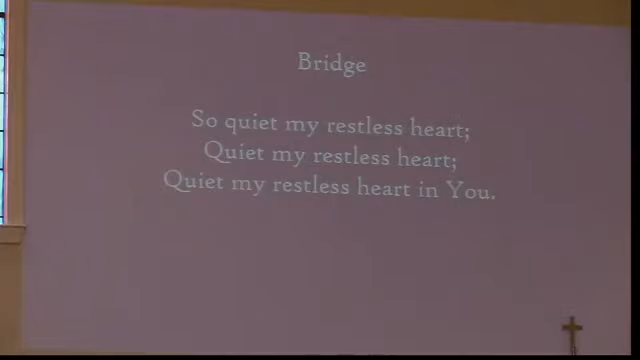 Bridge
So quiet my restless heart;
Quiet my restless heart;
Quiet my restless heart in You.